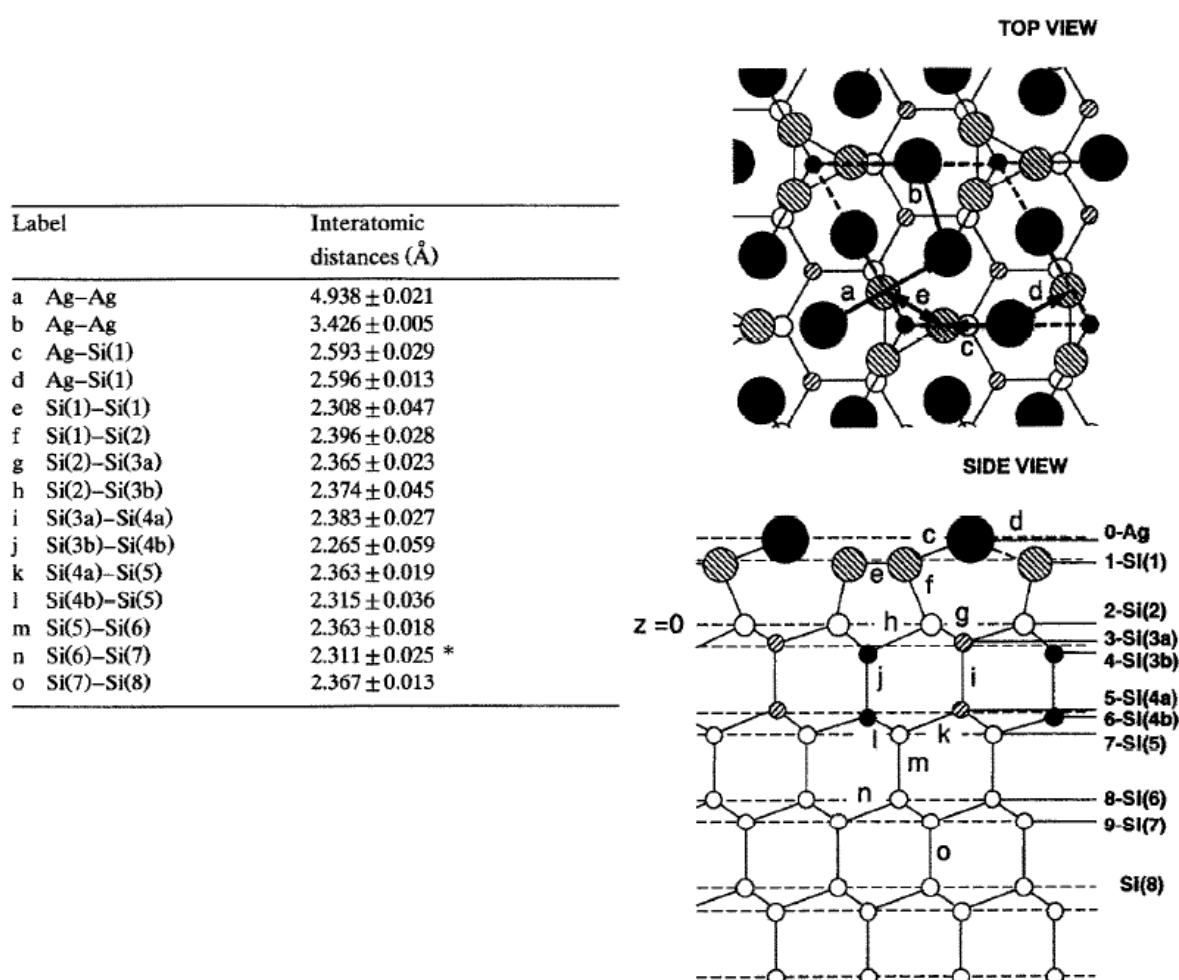 Label Interatomic
distances (Å)
a Ag–Ag 4.938 ± 0.021
b Ag–Ag 3.426 ± 0.005
c Ag–Si(1) 2.593 ± 0.029
d Ag–Si(1) 2.596 ± 0.013
e Si(1)–Si(1) 2.308 ± 0.047
f Si(1)–Si(2) 2.396 ± 0.028
g Si(2)–Si(3a) 2.365 ± 0.023
h Si(2)–Si(3b) 2.374 ± 0.045
i Si(3a)–Si(4a) 2.383 ± 0.027
j Si(3b)–Si(4b) 2.265 ± 0.059
k Si(4a)–Si(5) 2.363 ± 0.019
l Si(4b)–Si(5) 2.315 ± 0.036
m Si(5)–Si(6) 2.363 ± 0.018
n Si(6)–Si(7) 2.311 ± 0.025 *
o Si(7)–Si(8) 2.367 ± 0.013
TOP VIEW
b
a e d
c
SIDE VIEW
c d
0-Ag
e
1-Si(1)
f
z =0 h g
2-Si(2)
3-Si(3a)
4-Si(3b)
j i
5-Si(4a)
6-Si(4b)
l k
7-Si(5)
m
n
8-Si(6)
9-Si(7)
o
Si(8)